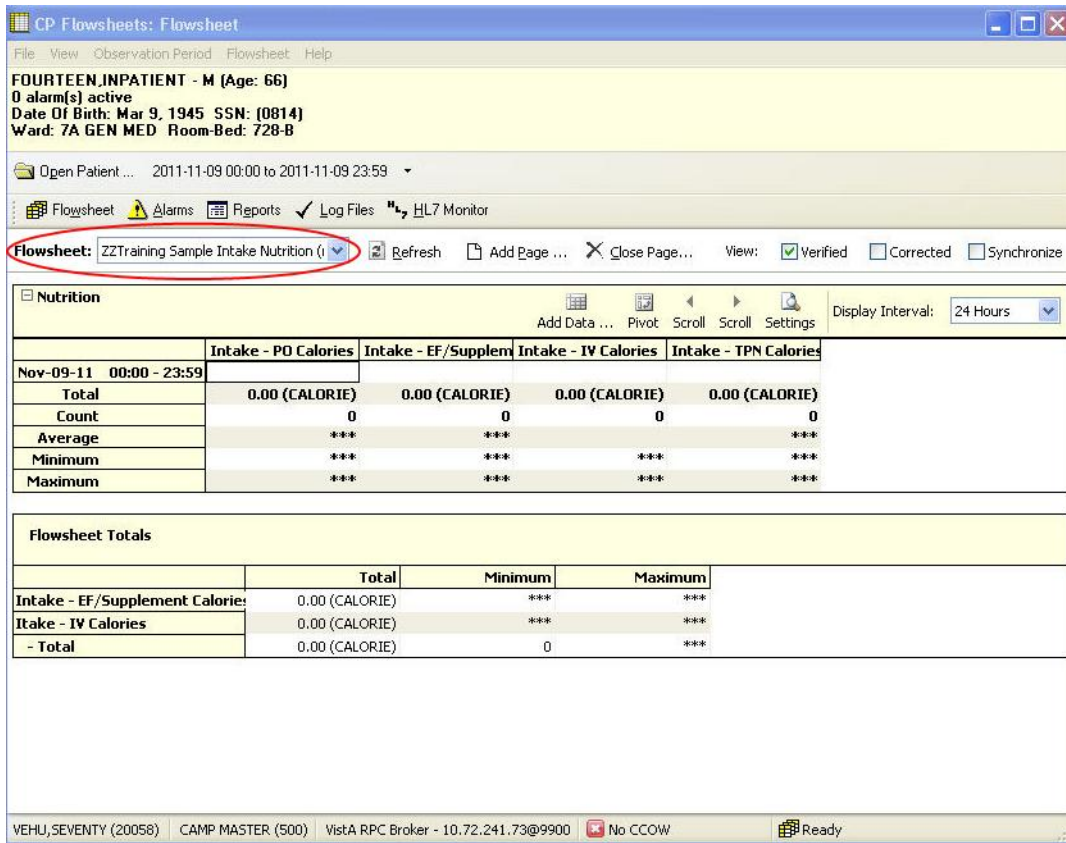 CP Flowsheets: Flowsheet
File View Observation Period Flowsheet Help
FOURTEEN,INPATIENT - M (Age: 66)
0 alarm(s) active
Date Of Birth: Mar 9, 1945 SSN: (0814)
Ward: 7A GEN MED Room-Bed: 728-B
Open Patient ... 2011-11-09 00:00 to 2011-11-09 23:59
Flowsheet Alarms Reports Log Files HL7 HL7 Monitor
Flowsheet: ZZTraining Sample Intake Nutrition ( Refresh Add Page ... Close Page... View: Verified Corrected Synchronize
Nutrition
Add Data ... Pivot Scroll Scroll Settings Display Interval: 24 Hours
Intake - PO Calories Intake - EF/Supplem Intake - IV Calories Intake - TPN Calories
Nov-09-11 00:00 - 23:59
Total 0.00 (CALORIE) 0.00 (CALORIE) 0.00 (CALORIE) 0.00 (CALORIE)
Count 0 0 0 0
Average *** *** ***
Minimum *** *** *** ***
Maximum *** *** *** ***
Flowsheet Totals
Total Minimum Maximum
Intake - EF/Supplement Calories 0.00 (CALORIE) *** ***
Itake - IV Calories 0.00 (CALORIE) *** ***
- Total 0.00 (CALORIE) 0 ***
VEHU,SEVENTY (20058) CAMP MASTER (500) VistA RPC Broker - 10.72.241.73@9900 No CCOW Ready